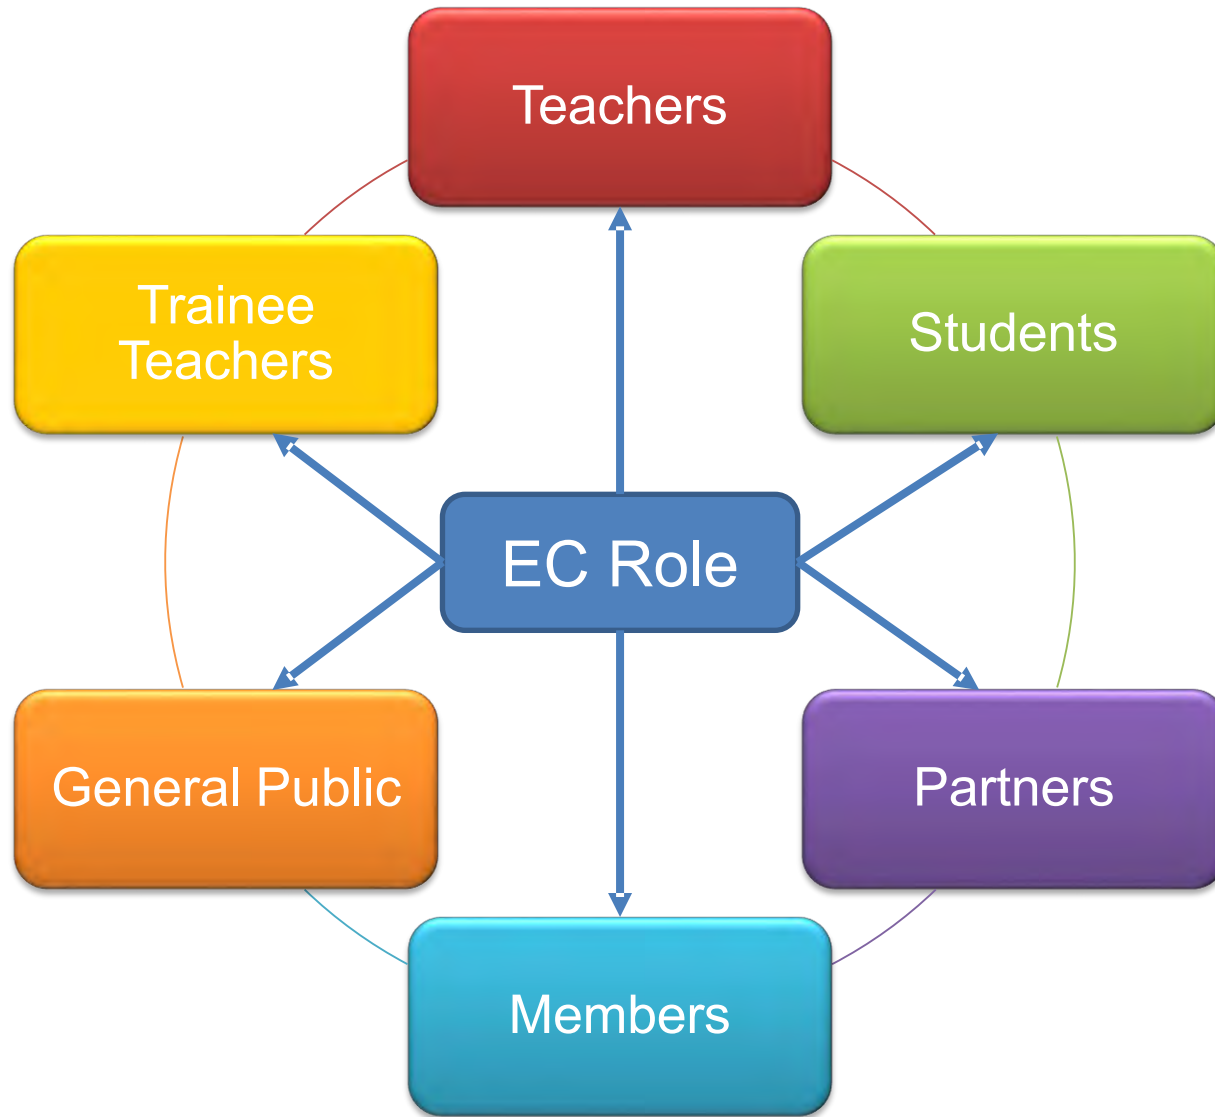 Teachers
Trainee
Teachers
Students
EC Role
General Public
Partners
Members